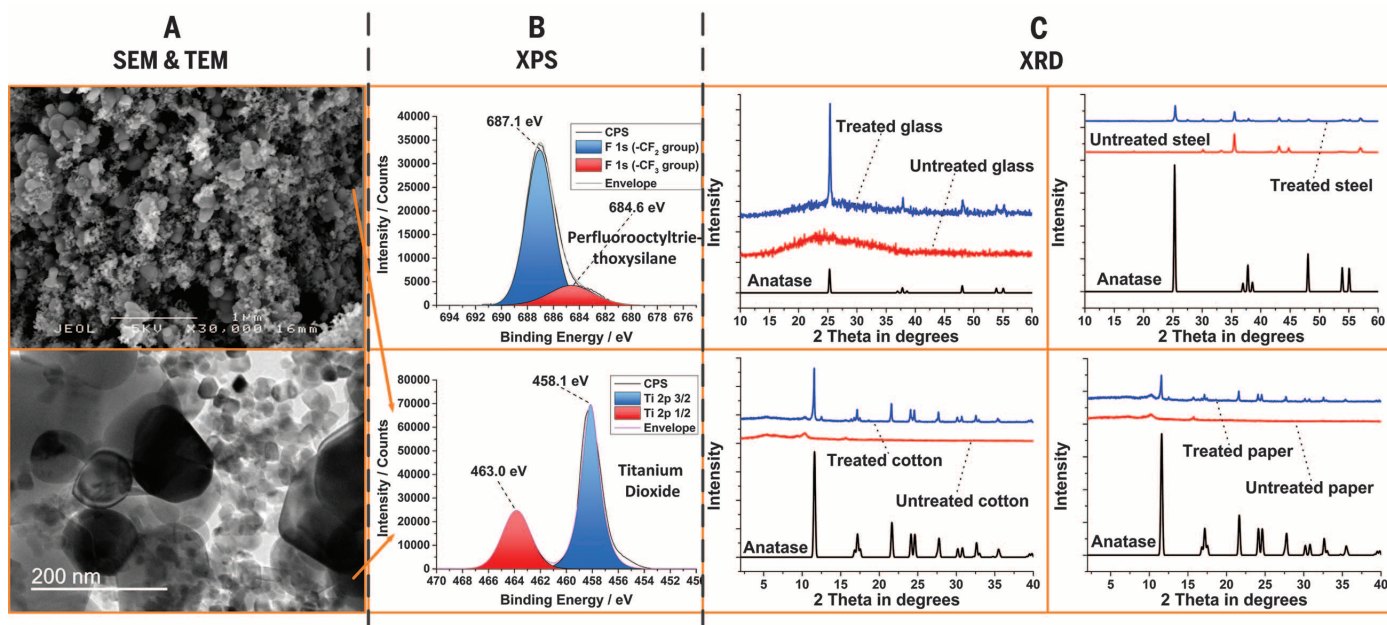 A
SEM & TEM
B
XPS
C
XRD
JEOL 5KV X30,000 1µm 16mm
200 nm
Intensity / Counts
40000
35000
30000
25000
20000
15000
10000
5000
0
687.1 eV
CPS
F 1s (-CF₂ group)
F 1s (-CF₃ group)
Envelope
684.6 eV
Perfluorooctyltrie-
thoxysilane
694 692 690 688 686 684 682 680 678 676
Binding Energy / eV
Intensity / Counts
80000
70000
60000
50000
40000
30000
20000
10000
0
458.1 eV
CPS
Ti 2p 3/2
Ti 2p 1/2
Envelope
463.0 eV
Titanium
Dioxide
470 468 466 464 462 460 458 456 454 452 450
Binding Energy / eV
Intensity
Treated glass
Untreated glass
Anatase
10 15 20 25 30 35 40 45 50 55 60
2 Theta in degrees
Intensity
Untreated steel
Treated steel
Anatase
10 15 20 25 30 35 40 45 50 55 60
2 Theta in degrees
Intensity
Treated cotton
Untreated cotton
Anatase
5 10 15 20 25 30 35 40
2 Theta in degrees
Intensity
Treated paper
Untreated paper
Anatase
5 10 15 20 25 30 35 40
2 Theta in degrees